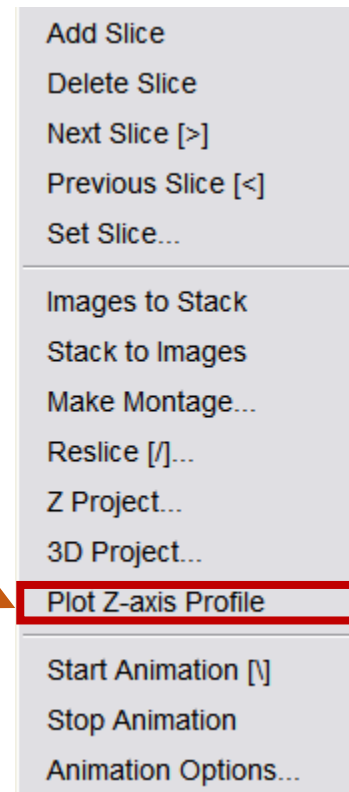 Add Slice
Delete Slice
Next Slice [>]
Previous Slice [<]
Set Slice...
Images to Stack
Stack to Images
Make Montage...
Reslice [/]...
Z Project...
3D Project...
Plot Z-axis Profile
Start Animation [\]
Stop Animation
Animation Options...